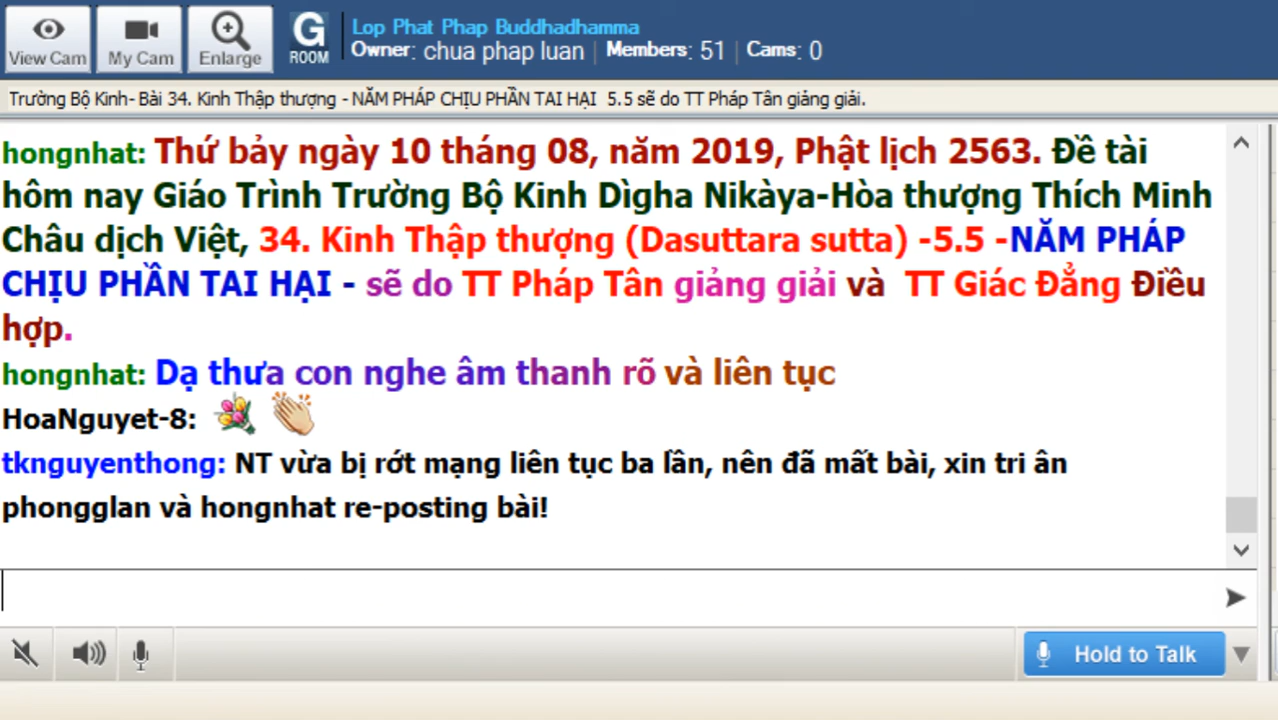 View Cam
My Cam
Enlarge
G
ROOM
Lop Phat Phap Buddhadhamma
Owner: chua phap luan | Members: 51 | Cams: 0
Trường Bộ Kinh- Bài 34. Kinh Thập thượng - NĂM PHÁP CHỊU PHẦN TAI HẠI 5.5 sẽ do TT Pháp Tân giảng giải.
hongnhat: Thứ bảy ngày 10 tháng 08, năm 2019, Phật lịch 2563. Đề tài
hôm nay Giáo Trình Trường Bộ Kinh Dìgha Nikàya-Hòa thượng Thích Minh
Châu dịch Việt, 34. Kinh Thập thượng (Dasuttara sutta) -5.5 -NĂM PHÁP
CHỊU PHẦN TAI HẠI - sẽ do TT Pháp Tân giảng giải và TT Giác Đẳng Điều
hợp.
hongnhat: Dạ thưa con nghe âm thanh rõ và liên tục
HoaNguyet-8:
tknguyenthong: NT vừa bị rớt mạng liên tục ba lần, nên đã mất bài, xin tri ân
phongglan và hongnhat re-posting bài!
Hold to Talk